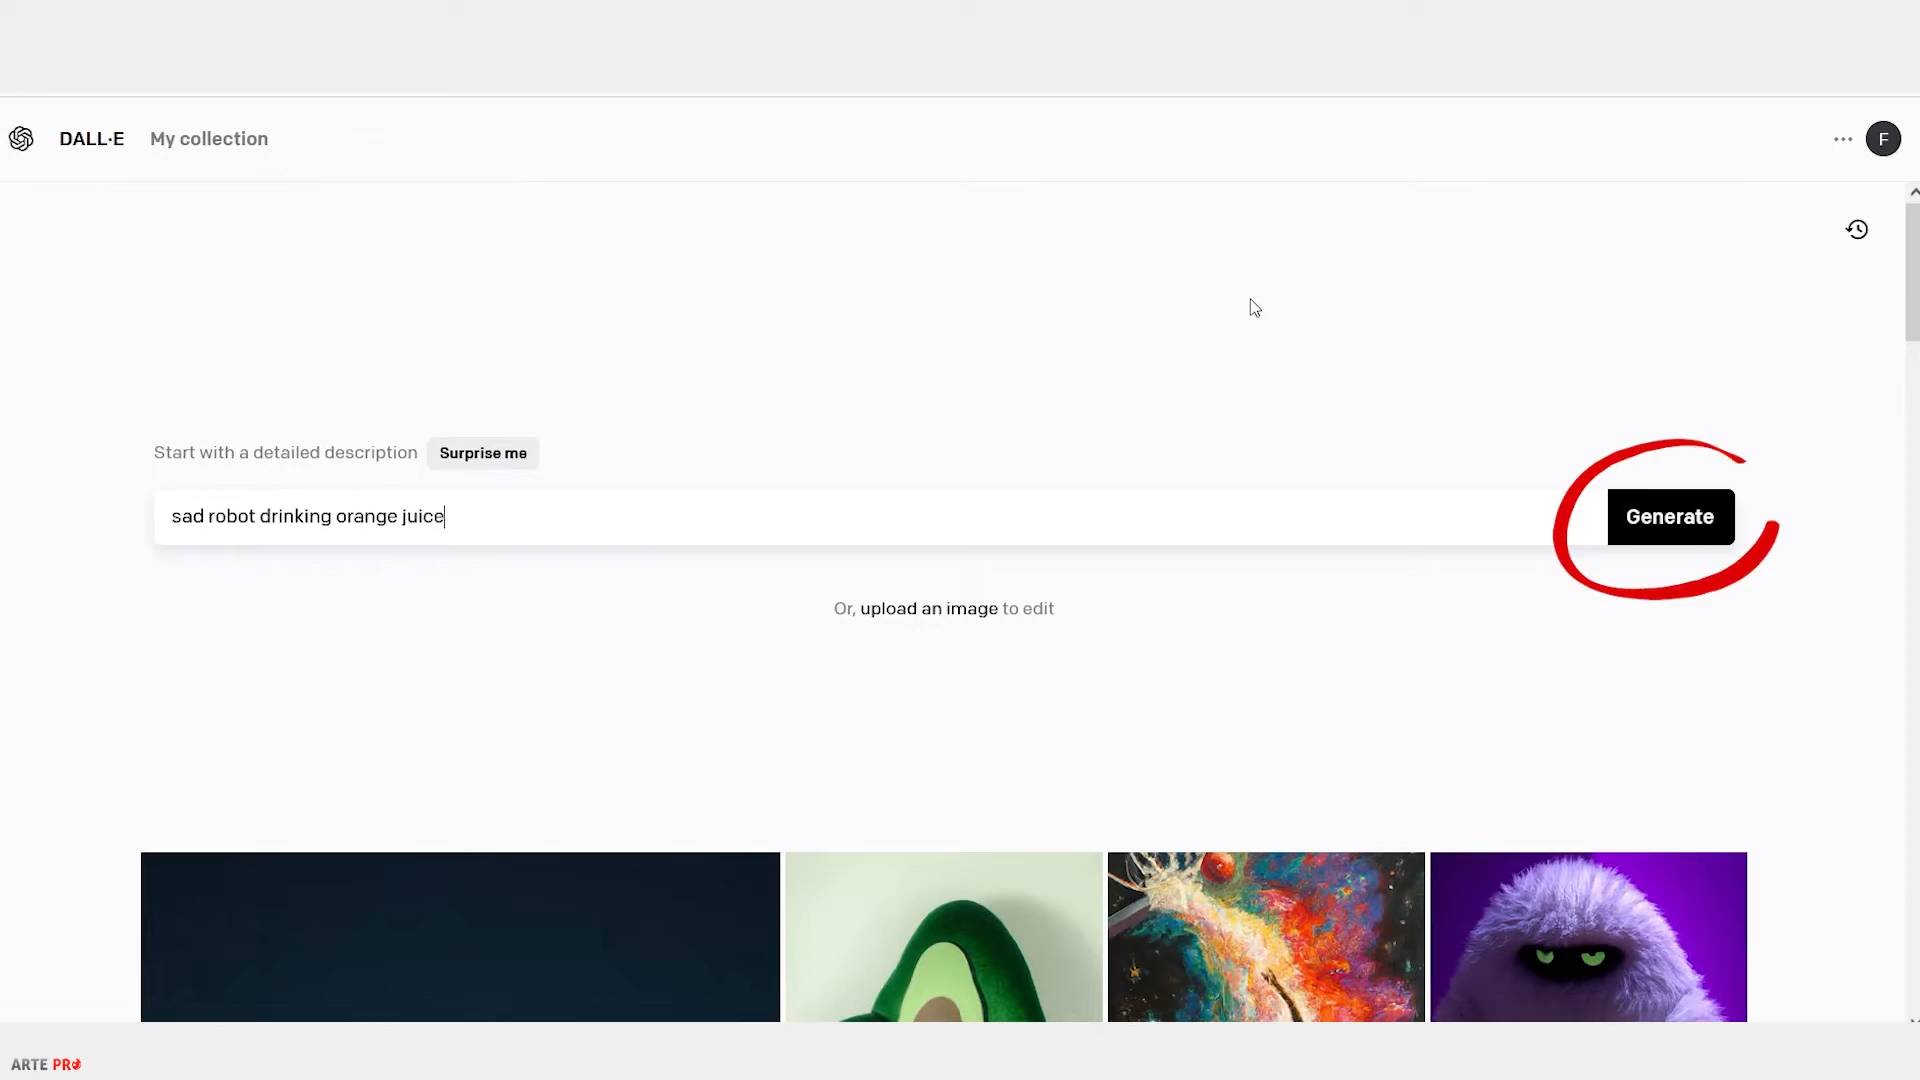 DALL·E My collection
F
Start with a detailed description Surprise me
sad robot drinking orange juice
Generate
Or, upload an image to edit
ARTE PRO